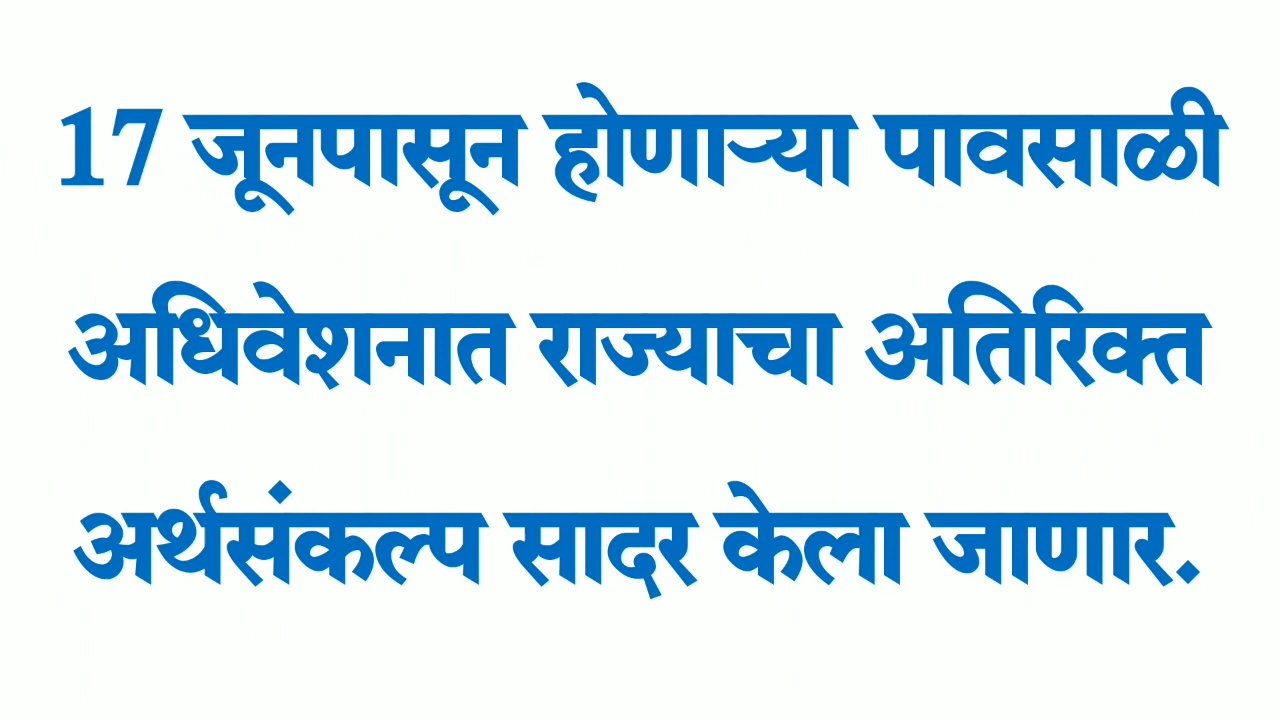 17 जूनपासून होणाऱ्या पावसाळी
अधिवेशनात राज्याचा अतिरिक्त
अर्थसंकल्प सादर केला जाणार.